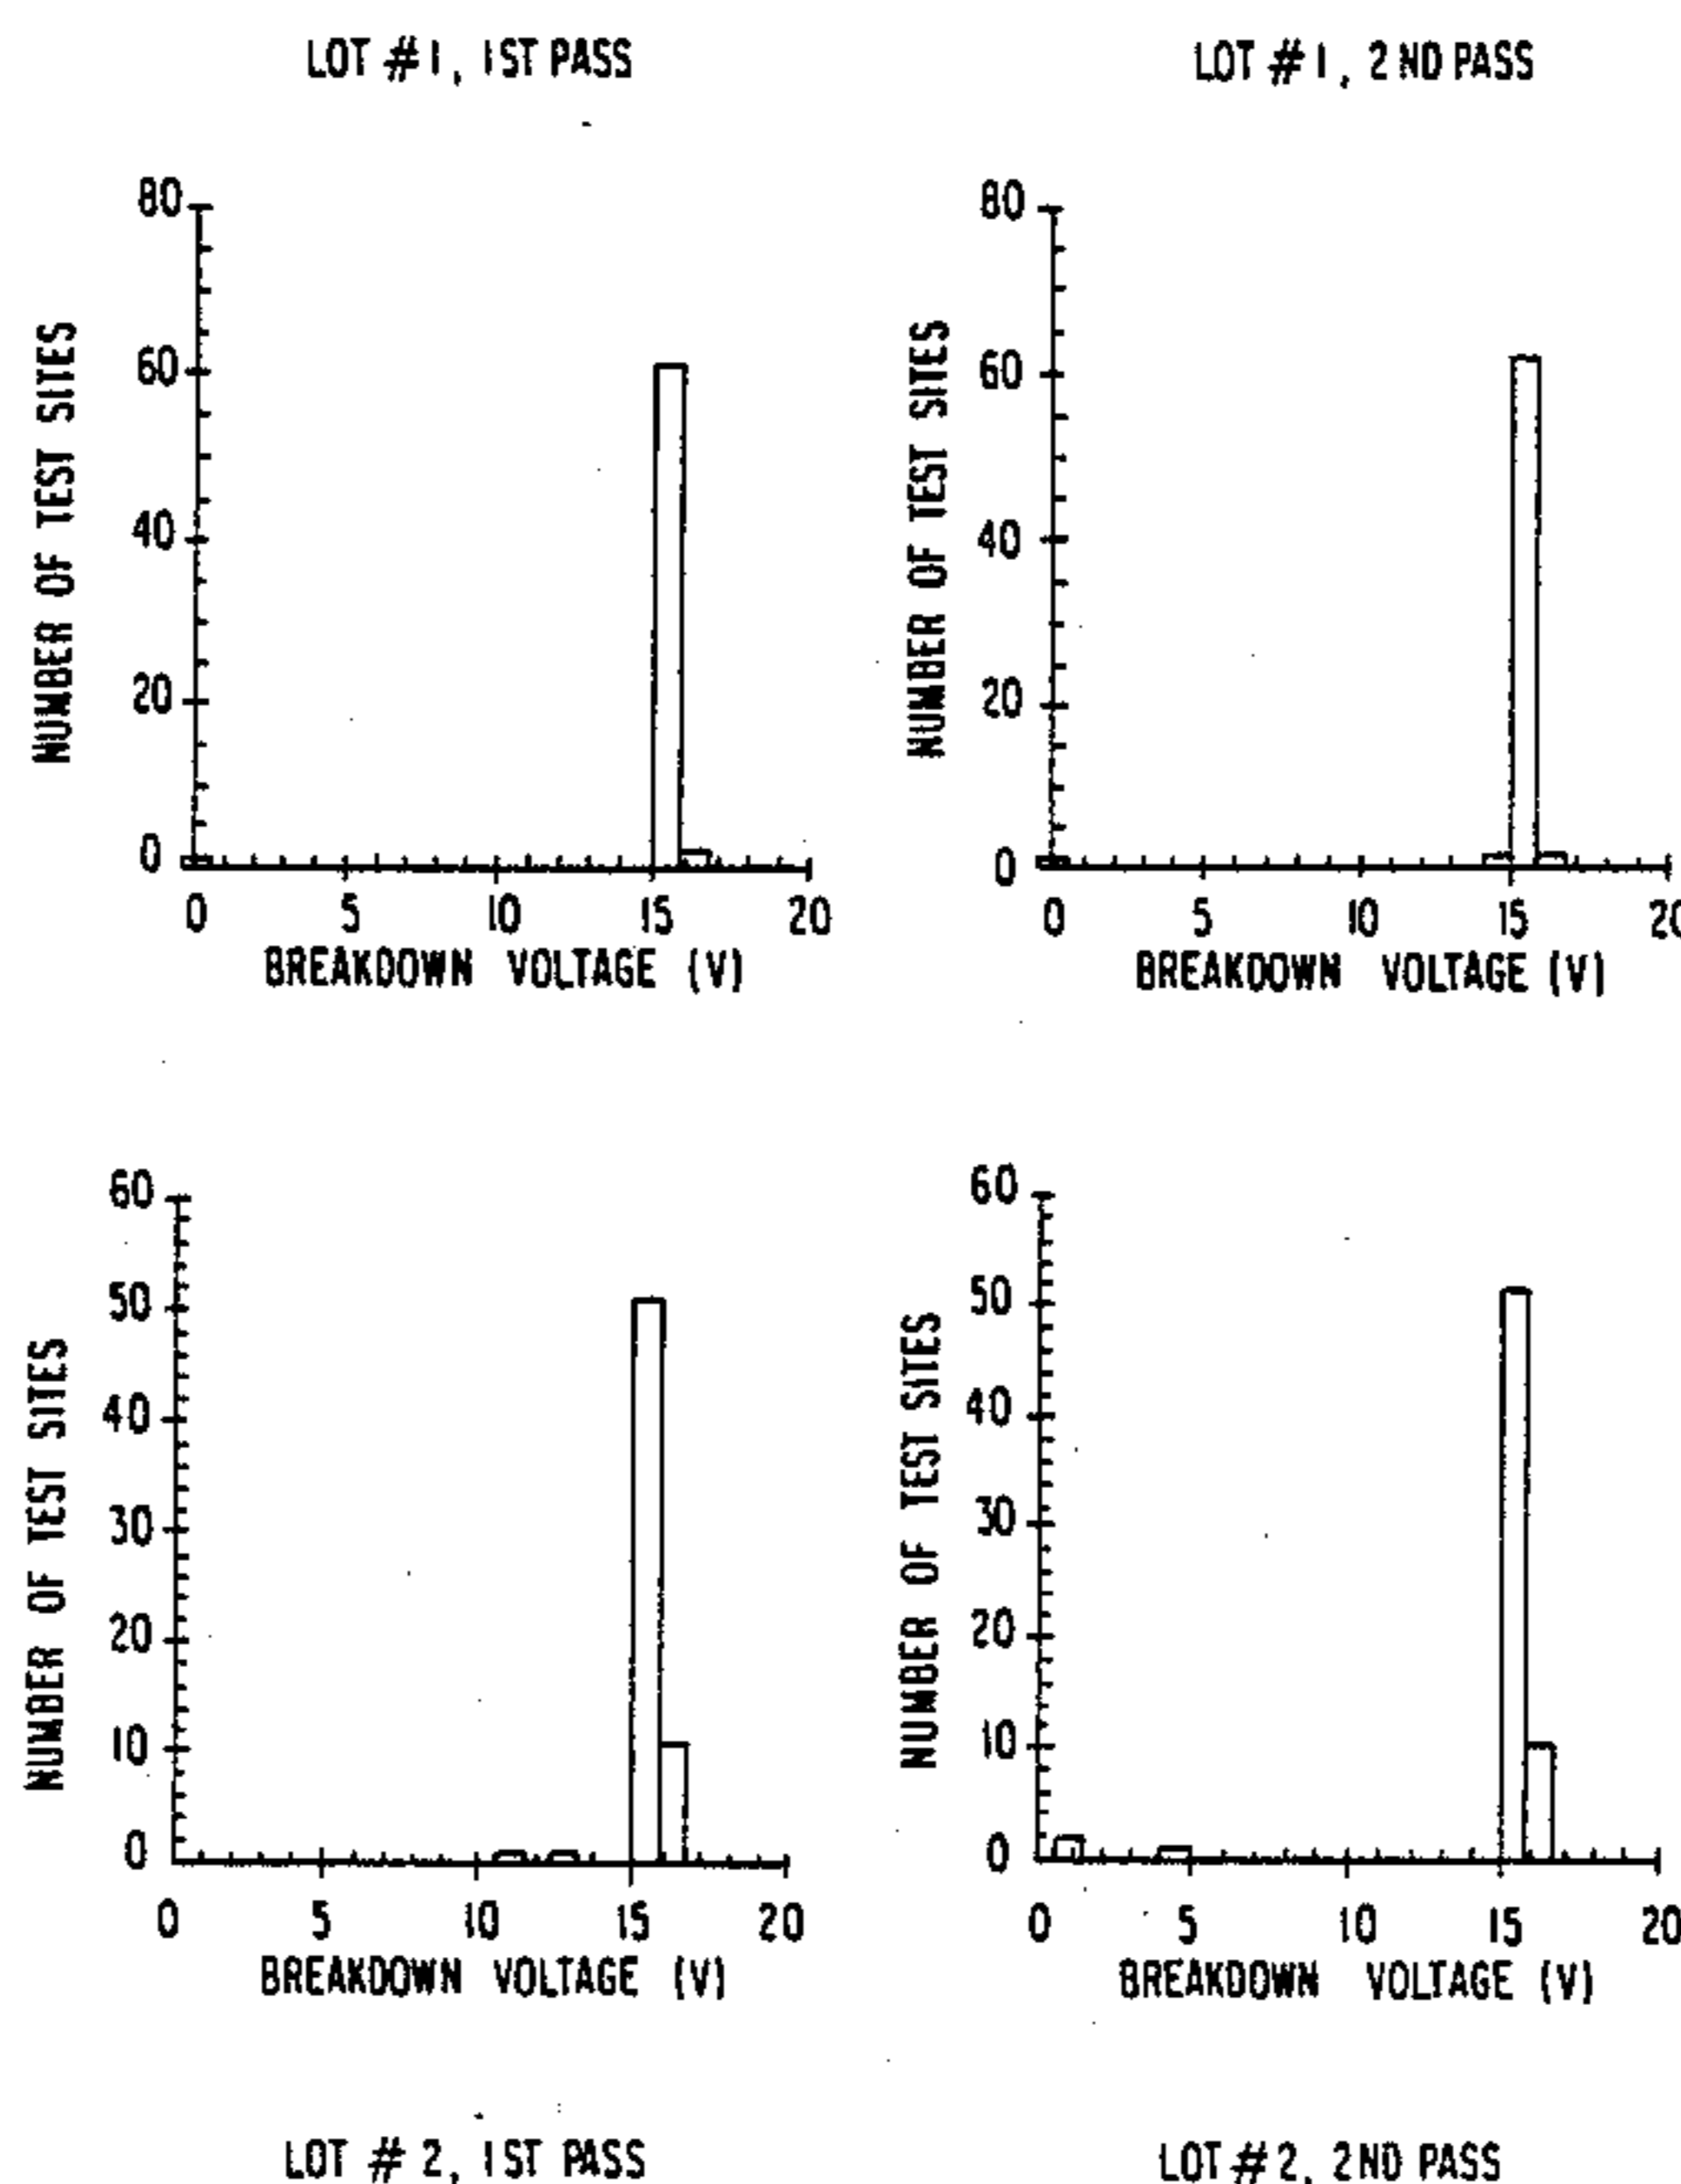 LOT #1, 1ST PASS
NUMBER OF TEST SITES
80
60
40
20
0
0 5 10 15 20
BREAKDOWN VOLTAGE (V)
LOT #1, 2ND PASS
NUMBER OF TEST SITES
80
60
40
20
0
0 5 10 15 20
BREAKDOWN VOLTAGE (V)
NUMBER OF TEST SITES
60
50
40
30
20
10
0
0 5 10 15 20
BREAKDOWN VOLTAGE (V)
LOT # 2, 1ST PASS
NUMBER OF TEST SITES
60
50
40
30
20
10
0
0 5 10 15 20
BREAKDOWN VOLTAGE (V)
LOT #2, 2ND PASS